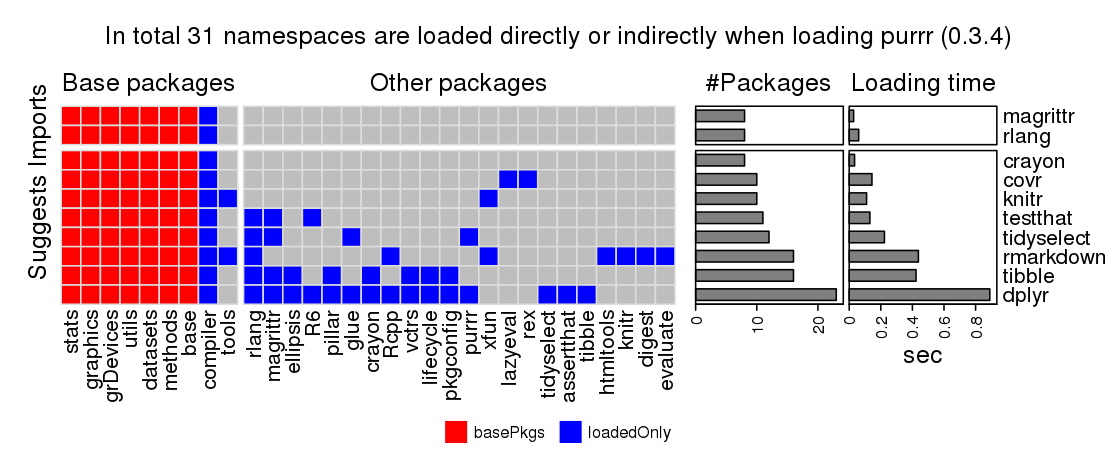 In total 31 namespaces are loaded directly or indirectly when loading purrr (0.3.4)
Base packages
Other packages
#Packages
Loading time
Imports
Suggests
magrittr
rlang
crayon
covr
knitr
testthat
tidyselect
rmarkdown
tibble
dplyr
stats
graphics
grDevices
utils
datasets
methods
base
compiler
tools
rlang
magrittr
ellipsis
R6
pillar
glue
crayon
Rcpp
vctrs
lifecycle
pkgconfig
purrr
xfun
lazyeval
rex
tidyselect
assertthat
tibble
htmltools
knitr
digest
evaluate
0
10
20
0
0.2
0.4
0.6
0.8
sec
basePkgs
loadedOnly